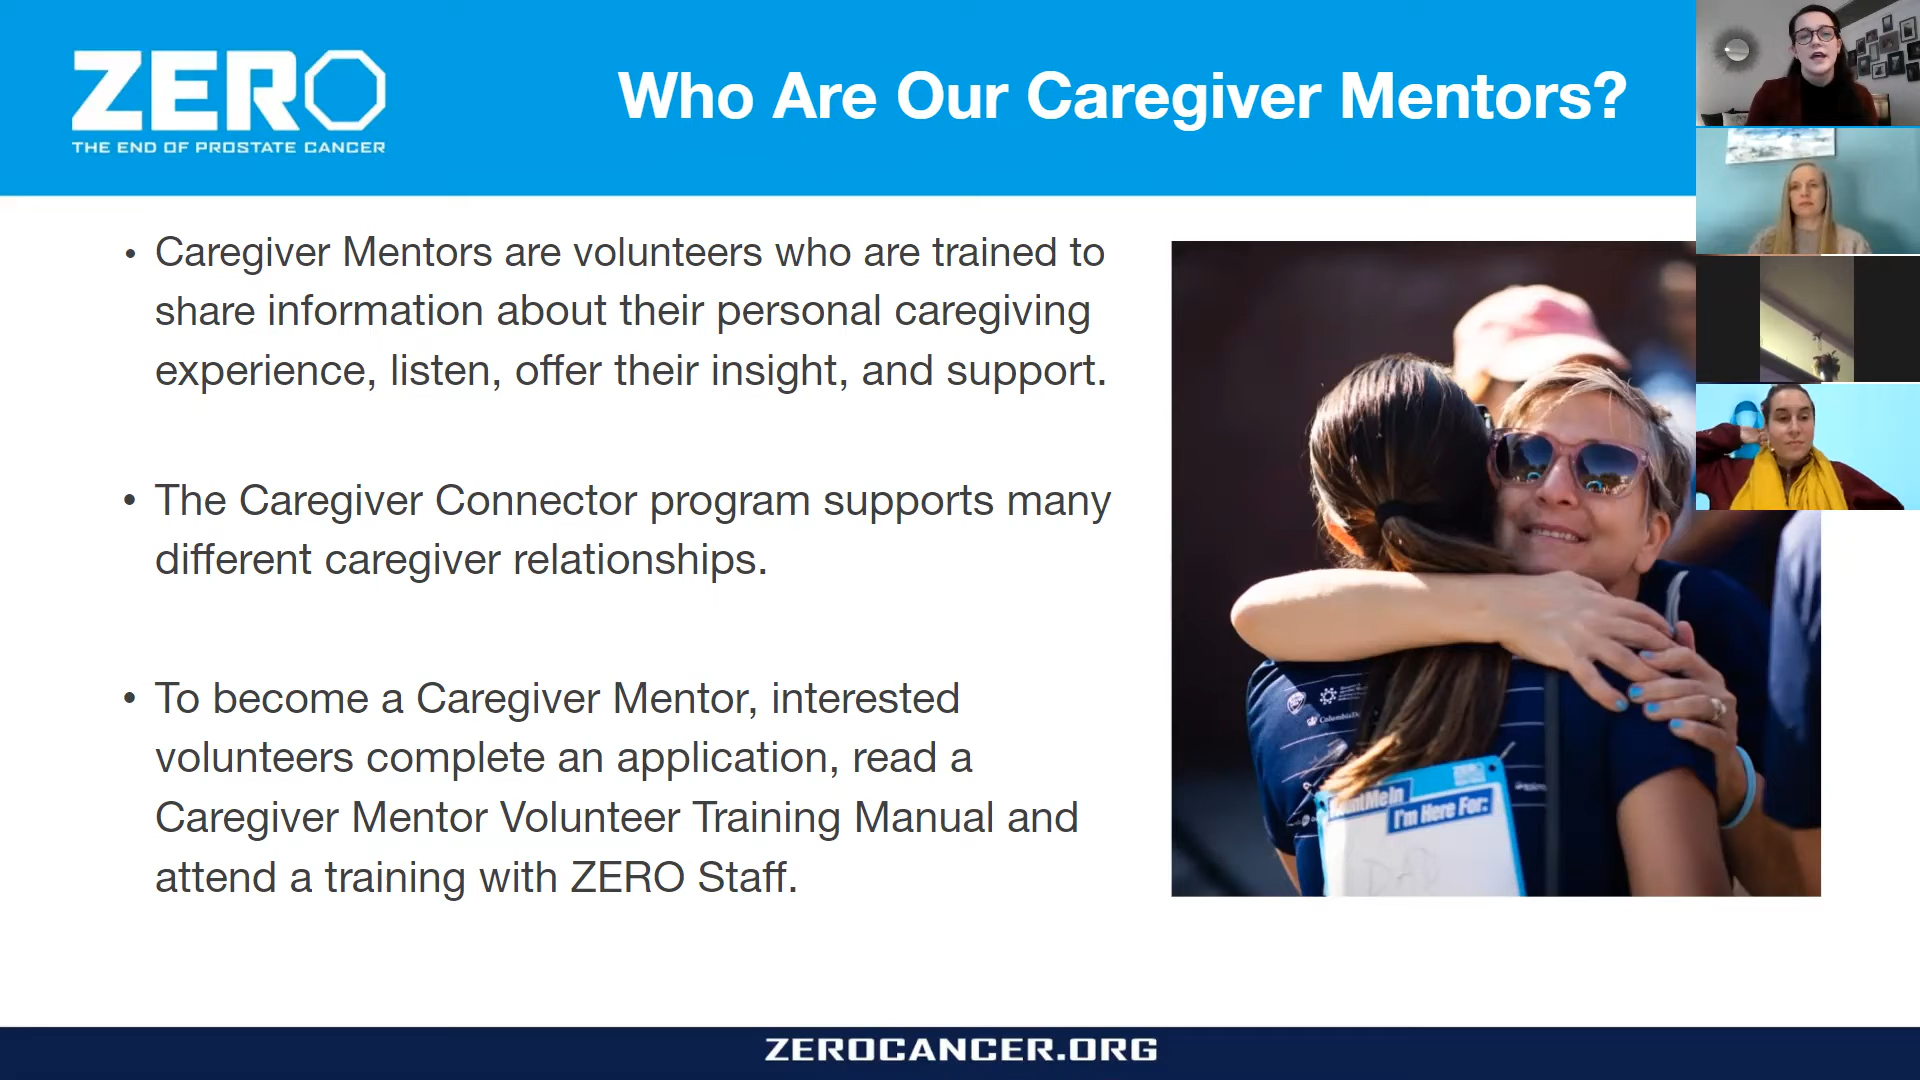 ZERO
THE END OF PROSTATE CANCER
Who Are Our Caregiver Mentors?
• Caregiver Mentors are volunteers who are trained to
share information about their personal caregiving
experience, listen, offer their insight, and support.
• The Caregiver Connector program supports many
different caregiver relationships.
• To become a Caregiver Mentor, interested
volunteers complete an application, read a
Caregiver Mentor Volunteer Training Manual and
attend a training with ZERO Staff.
I'm Here For:
DAD
ZEROCANCER.ORG